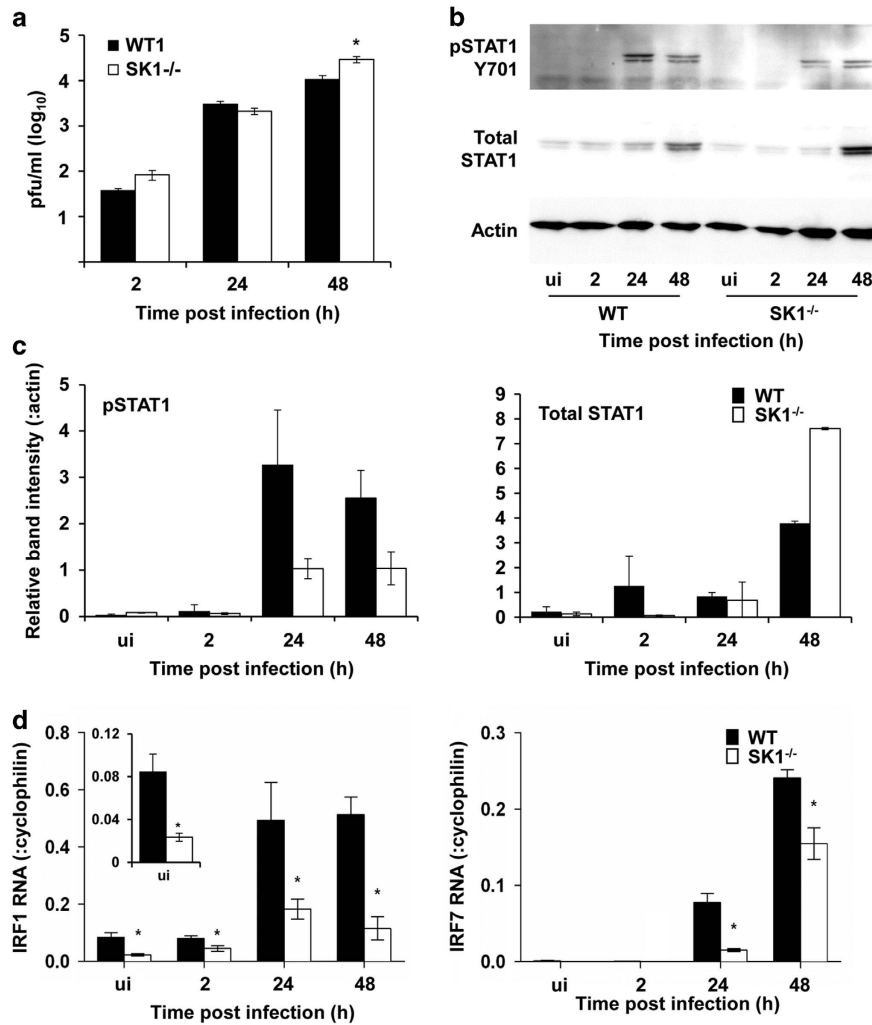 a
WT1
SK1-/-
*
pfu/ml (log10)
5
4
3
2
1
2 24 48
Time post infection (h)
b
pSTAT1
Y701
Total
STAT1
Actin
ui 2 24 48 ui 2 24 48
WT SK1-/-
Time post infection (h)
c
pSTAT1
Relative band intensity (:actin)
5
4
3
2
1
0
ui 2 24 48
Time post infection (h)
Total STAT1
WT
SK1-/-
9
8
7
6
5
4
3
2
1
0
ui 2 24 48
Time post infection (h)
d
IRF1 RNA (:cyclophilin)
0.8
0.6
0.4
0.2
0.0
0.12
0.08
0.04
0
*
ui
* * * *
ui 2 24 48
Time post infection (h)
WT
SK1-/-
IRF7 RNA (:cyclophilin)
0.3
0.2
0.1
0.0
* *
ui 2 24 48
Time post infection (h)